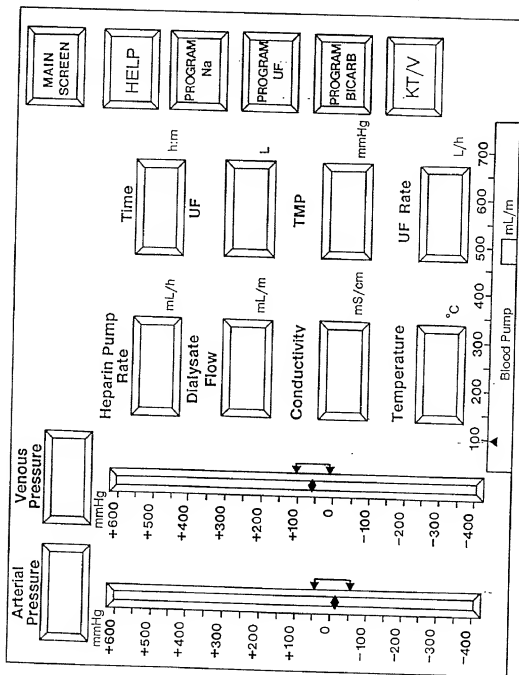 Arterial
Pressure
mmHg
+600
+500
+400
+300
+200
+100
0
-100
-200
-300
-400
Venous
Pressure
mmHg
+600
+500
+400
+300
+200
+100
0
-100
-200
-300
-400
Heparin Pump
Rate
mL/h
Dialysate
Flow
mL/m
Conductivity
mS/cm
Temperature
°C
Time
h:m
UF
L
TMP
mmHg
UF Rate
L/h
100 200 300 400 500 600 700
Blood Pump
mL/m
MAIN
SCREEN
HELP
PROGRAM
Na
PROGRAM
UF
PROGRAM
BICARB
KT/V